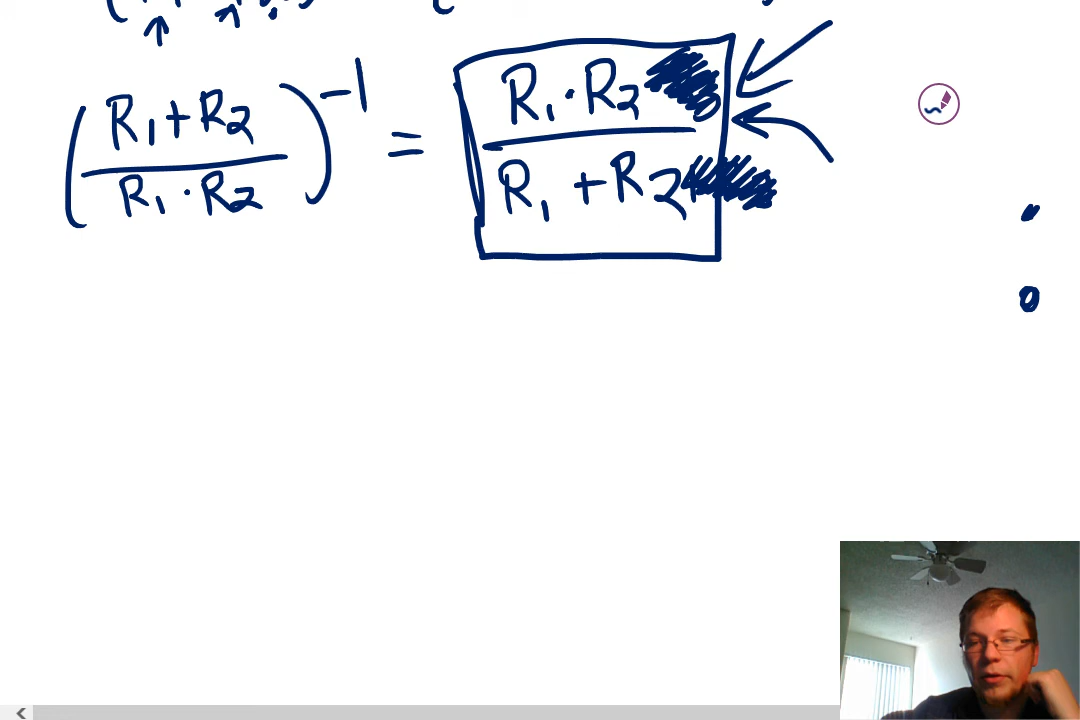 (R₁+R₂ / R₁·R₂)⁻¹ = R₁·R₂ / R₁+R₂